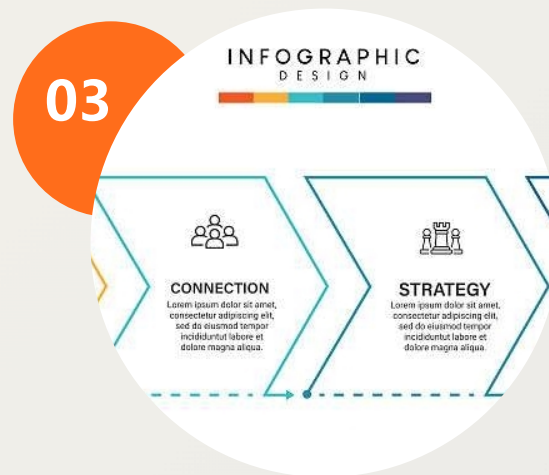 03
INFOGRAPHIC
DESIGN
CONNECTION
Lorem ipsum dolor sit amet,
consectetur adipiscing elit,
sed do eiusmod tempor
incididuntut labore et
dolore magna aliqua.
STRATEGY
Lorem ipsum dolor sit amet,
consectetur adipiscing elit,
sed do eiusmod tempor
incididuntut labore et
dolore magna aliqua.